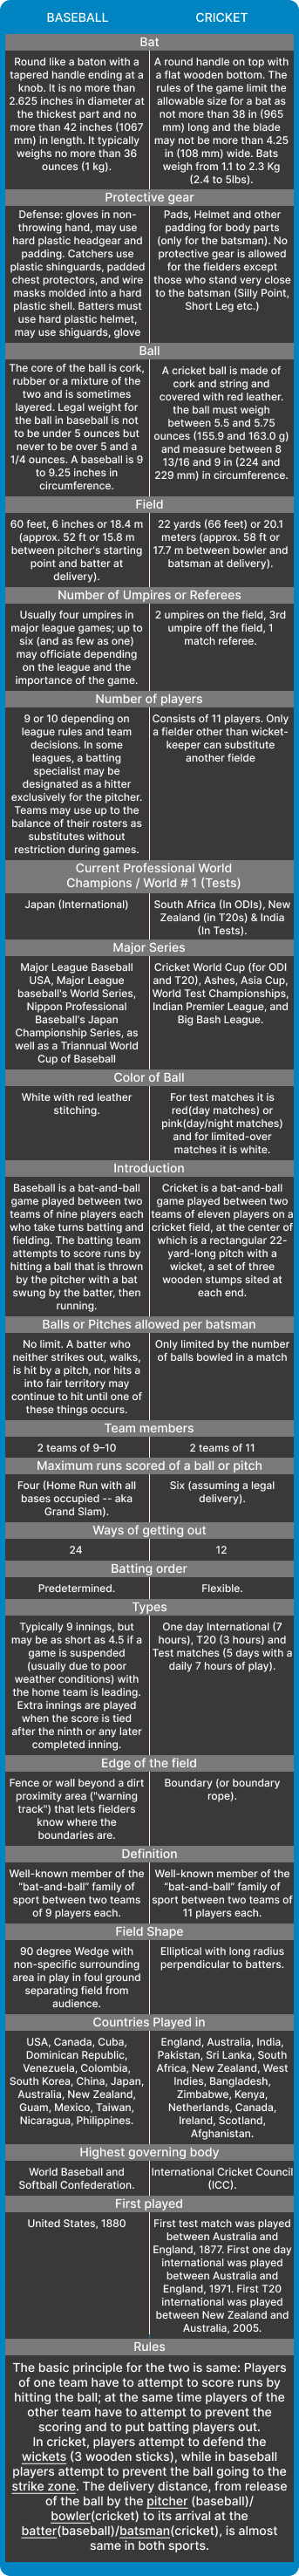 BASEBALL
CRICKET
Bat
Round like a baton with a
tapered handle ending at a
knob. It is no more than
2.625 inches in diameter at
the thickest part and no
more than 42 inches (1067
mm) in length. It typically
weighs no more than 36
ounces (1 kg).
A round handle on top with
a flat wooden bottom. The
rules of the game limit the
allowable size for a bat as
not more than 38 in (965
mm) long and the blade
may not be more than 4.25
in (108 mm) wide. Bats
weigh from 1.1 to 2.3 Kg
(2.4 to 5lbs).
Protective gear
Defense: gloves in non-
throwing hand, may use
hard plastic headgear and
padding. Catchers use
plastic shinguards, padded
chest protectors, and wire
masks molded into a hard
plastic shell. Batters must
use hard plastic helmet,
may use shiguards, glove
Pads, Helmet and other
padding for body parts
(only for the batsman). No
protective gear is allowed
for the fielders except
those who stand very close
to the batsman (Silly Point,
Short Leg etc.)
Ball
The core of the ball is cork,
rubber or a mixture of the
two and is sometimes
layered. Legal weight for
the ball in baseball is not
to be under 5 ounces but
never to be over 5 and a
1/4 ounces. A baseball is 9
to 9.25 inches in
circumference.
A cricket ball is made of
cork and string and
covered with red leather.
the ball must weigh
between 5.5 and 5.75
ounces (155.9 and 163.0 g)
and measure between 8
13/16 and 9 in (224 and
229 mm) in circumference.
Field
60 feet, 6 inches or 18.4 m
(approx. 52 ft or 15.8 m
between pitcher's starting
point and batter at
delivery).
22 yards (66 feet) or 20.1
meters (approx. 58 ft or
17.7 m between bowler and
batsman at delivery).
Number of Umpires or Referees
Usually four umpires in
major league games; up to
six (and as few as one)
may officiate depending
on the league and the
importance of the game.
2 umpires on the field, 3rd
umpire off the field, 1
match referee.
Number of players
9 or 10 depending on
league rules and team
decisions. In some
leagues, a batting
specialist may be
designated as a hitter
exclusively for the pitcher.
Teams may use up to the
balance of their rosters as
substitutes without
restriction during games.
Consists of 11 players. Only
a fielder other than wicket-
keeper can substitute
another fielde
Current Professional World
Champions / World # 1 (Tests)
Japan (International)
South Africa (In ODIs), New
Zealand (in T20s) & India
(In Tests).
Major Series
Major League Baseball
USA, Major League
baseball's World Series,
Nippon Professional
Baseball's Japan
Championship Series, as
well as a Triannual World
Cup of Baseball
Cricket World Cup (for ODI
and T20), Ashes, Asia Cup,
World Test Championships,
Indian Premier League, and
Big Bash League.
Color of Ball
White with red leather
stitching.
For test matches it is
red(day matches) or
pink(day/night matches)
and for limited-over
matches it is white.
Introduction
Baseball is a bat-and-ball
game played between two
teams of nine players each
who take turns batting and
fielding. The batting team
attempts to score runs by
hitting a ball that is thrown
by the pitcher with a bat
swung by the batter, then
running.
Cricket is a bat-and-ball
game played between two
teams of eleven players on a
cricket field, at the center of
which is a rectangular 22-
yard-long pitch with a
wicket, a set of three
wooden stumps sited at
each end.
Balls or Pitches allowed per batsman
No limit. A batter who
neither strikes out, walks,
is hit by a pitch, nor hits a
into fair territory may
continue to hit until one of
these things occurs.
Only limited by the number
of balls bowled in a match
Team members
2 teams of 9–10
2 teams of 11
Maximum runs scored of a ball or pitch
Four (Home Run with all
bases occupied -- aka
Grand Slam).
Six (assuming a legal
delivery).
Ways of getting out
24
12
Batting order
Predetermined.
Flexible.
Types
Typically 9 innings, but
may be as short as 4.5 if a
game is suspended
(usually due to poor
weather conditions) with
the home team is leading.
Extra innings are played
when the score is tied
after the ninth or any later
completed inning.
One day International (7
hours), T20 (3 hours) and
Test matches (5 days with a
daily 7 hours of play).
Edge of the field
Fence or wall beyond a dirt
proximity area ("warning
track") that lets fielders
know where the
boundaries are.
Boundary (or boundary
rope).
Definition
Well-known member of the
“bat-and-ball” family of
sport between two teams
of 9 players each.
Well-known member of the
“bat-and-ball” family of
sport between two teams of
11 players each.
Field Shape
90 degree Wedge with
non-specific surrounding
area in play in foul ground
separating field from
audience.
Elliptical with long radius
perpendicular to batters.
Countries Played in
USA, Canada, Cuba,
Dominican Republic,
Venezuela, Colombia,
South Korea, China, Japan,
Australia, New Zealand,
Guam, Mexico, Taiwan,
Nicaragua, Philippines.
England, Australia, India,
Pakistan, Sri Lanka, South
Africa, New Zealand, West
Indies, Bangladesh,
Zimbabwe, Kenya,
Netherlands, Canada,
Ireland, Scotland,
Afghanistan.
Highest governing body
World Baseball and
Softball Confederation.
International Cricket Council
(ICC).
First played
United States, 1880
First test match was played
between Australia and
England, 1877. First one day
international was played
between Australia and
England, 1971. First T20
international was played
between New Zealand and
Australia, 2005.
Rules
The basic principle for the two is same: Players
of one team have to attempt to score runs by
hitting the ball; at the same time players of the
other team have to attempt to prevent the
scoring and to put batting players out.
In cricket, players attempt to defend the
wickets (3 wooden sticks), while in baseball
players attempt to prevent the ball going to the
strike zone. The delivery distance, from release
of the ball by the pitcher (baseball)/
bowler(cricket) to its arrival at the
batter(baseball)/batsman(cricket), is almost
same in both sports.